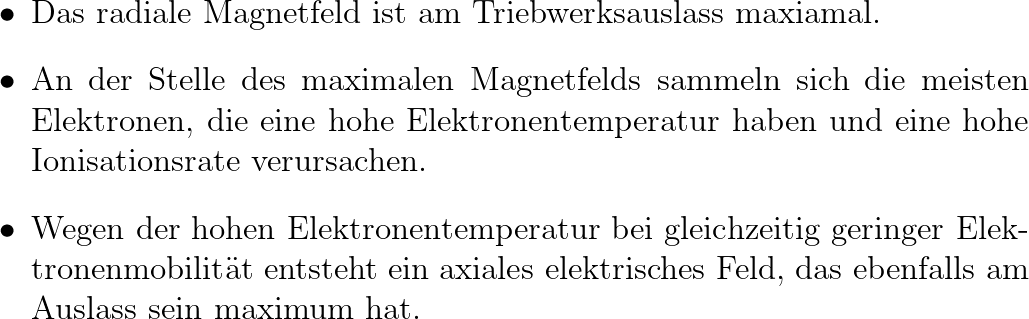 • Das radiale Magnetfeld ist am Triebwerksauslass maxiamal.
• An der Stelle des maximalen Magnetfelds sammeln sich die meisten
Elektronen, die eine hohe Elektronentemperatur haben und eine hohe
Ionisationsrate verursachen.
• Wegen der hohen Elektronentemperatur bei gleichzeitig geringer Elek-
tronenmobilität entsteht ein axiales elektrisches Feld, das ebenfalls am
Auslass sein maximum hat.